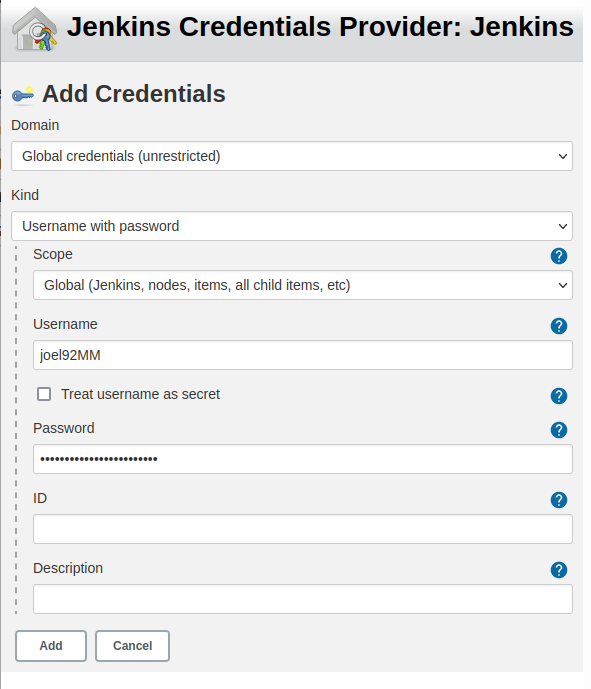 Jenkins Credentials Provider: Jenkins
Add Credentials
Domain
Global credentials (unrestricted)
Kind
Username with password
Scope
?
Global (Jenkins, nodes, items, all child items, etc)
Username
?
joel92MM
Treat username as secret
?
Password
?
••••••••••••••••••••••••
ID
?
Description
?
Add Cancel